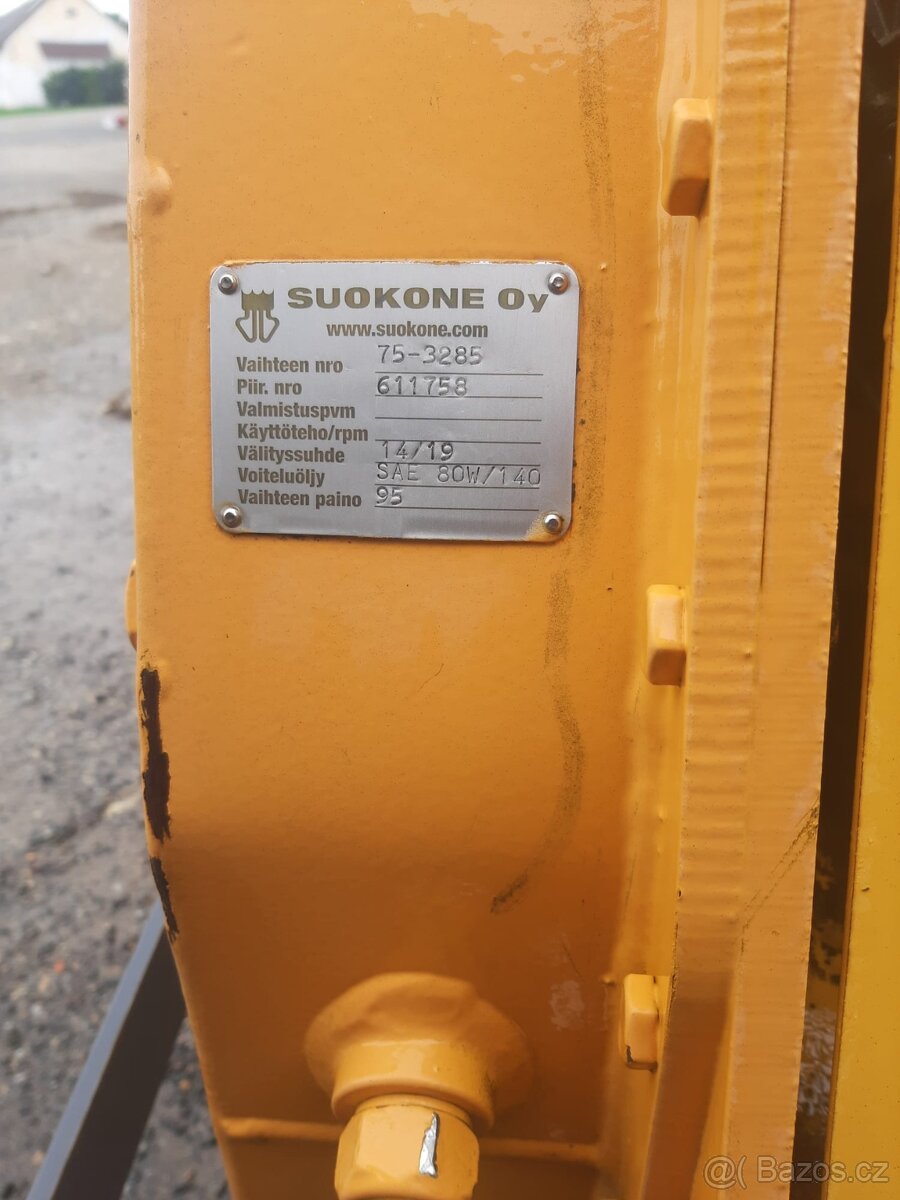 SUOKONE Oy
www.suokone.com
Vaihteen nro 75-3285
Piir. nro 611758
Valmistuspvm
Käyttöteho/rpm
Välityssuhde 14/19
Voiteluöljy SAE 80W/140
Vaihteen paino 95
@( Bazos.cz